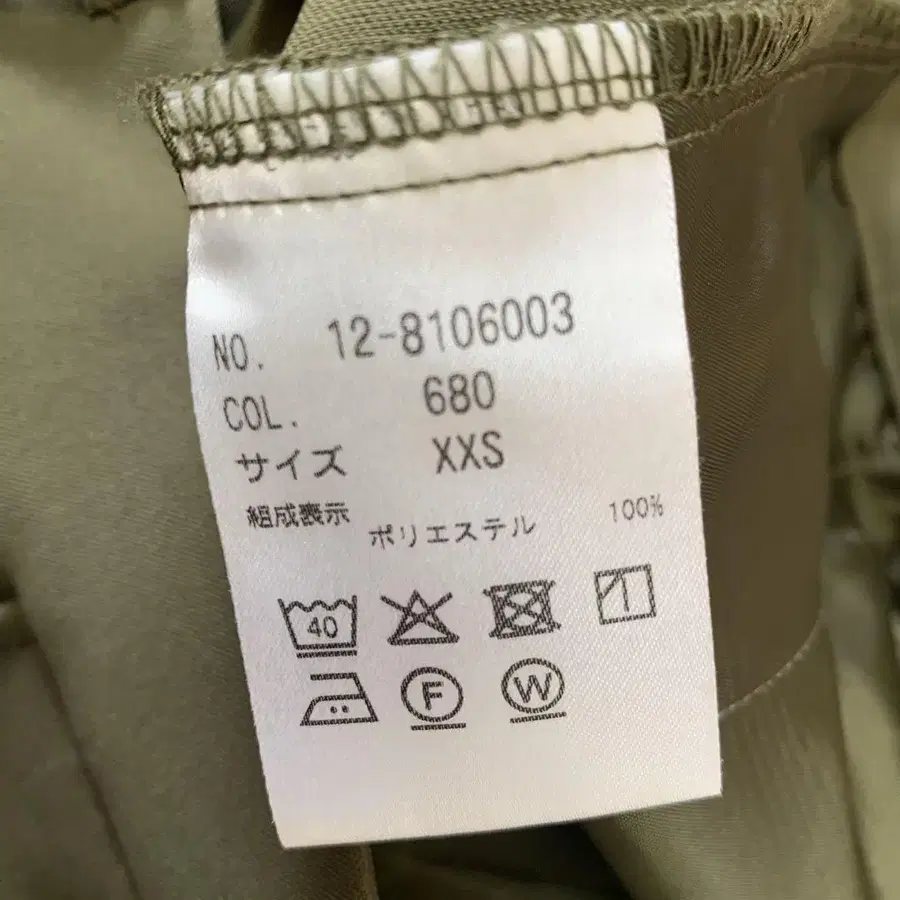 NO. 12-8106003
COL. 680
サイズ XXS
組成表示
ポリエステル 100%
40
F W